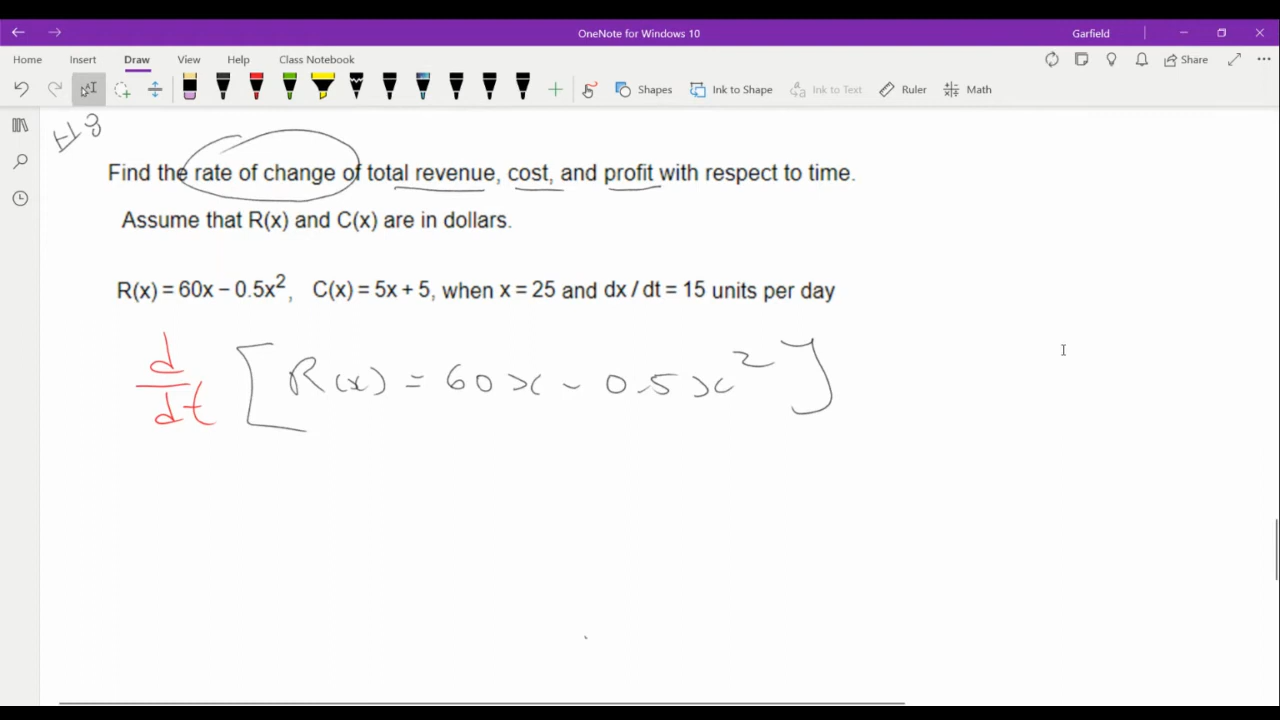 OneNote for Windows 10
Garfield
Home Insert Draw View Help Class Notebook
Share
Shapes Ink to Shape Ink to Text Ruler Math
Find the rate of change of total revenue, cost, and profit with respect to time.
Assume that R(x) and C(x) are in dollars.
R(x) = 60x − 0.5x², C(x) = 5x + 5, when x = 25 and dx / dt = 15 units per day
d/dt [R(x) = 60x - 0.5x²]